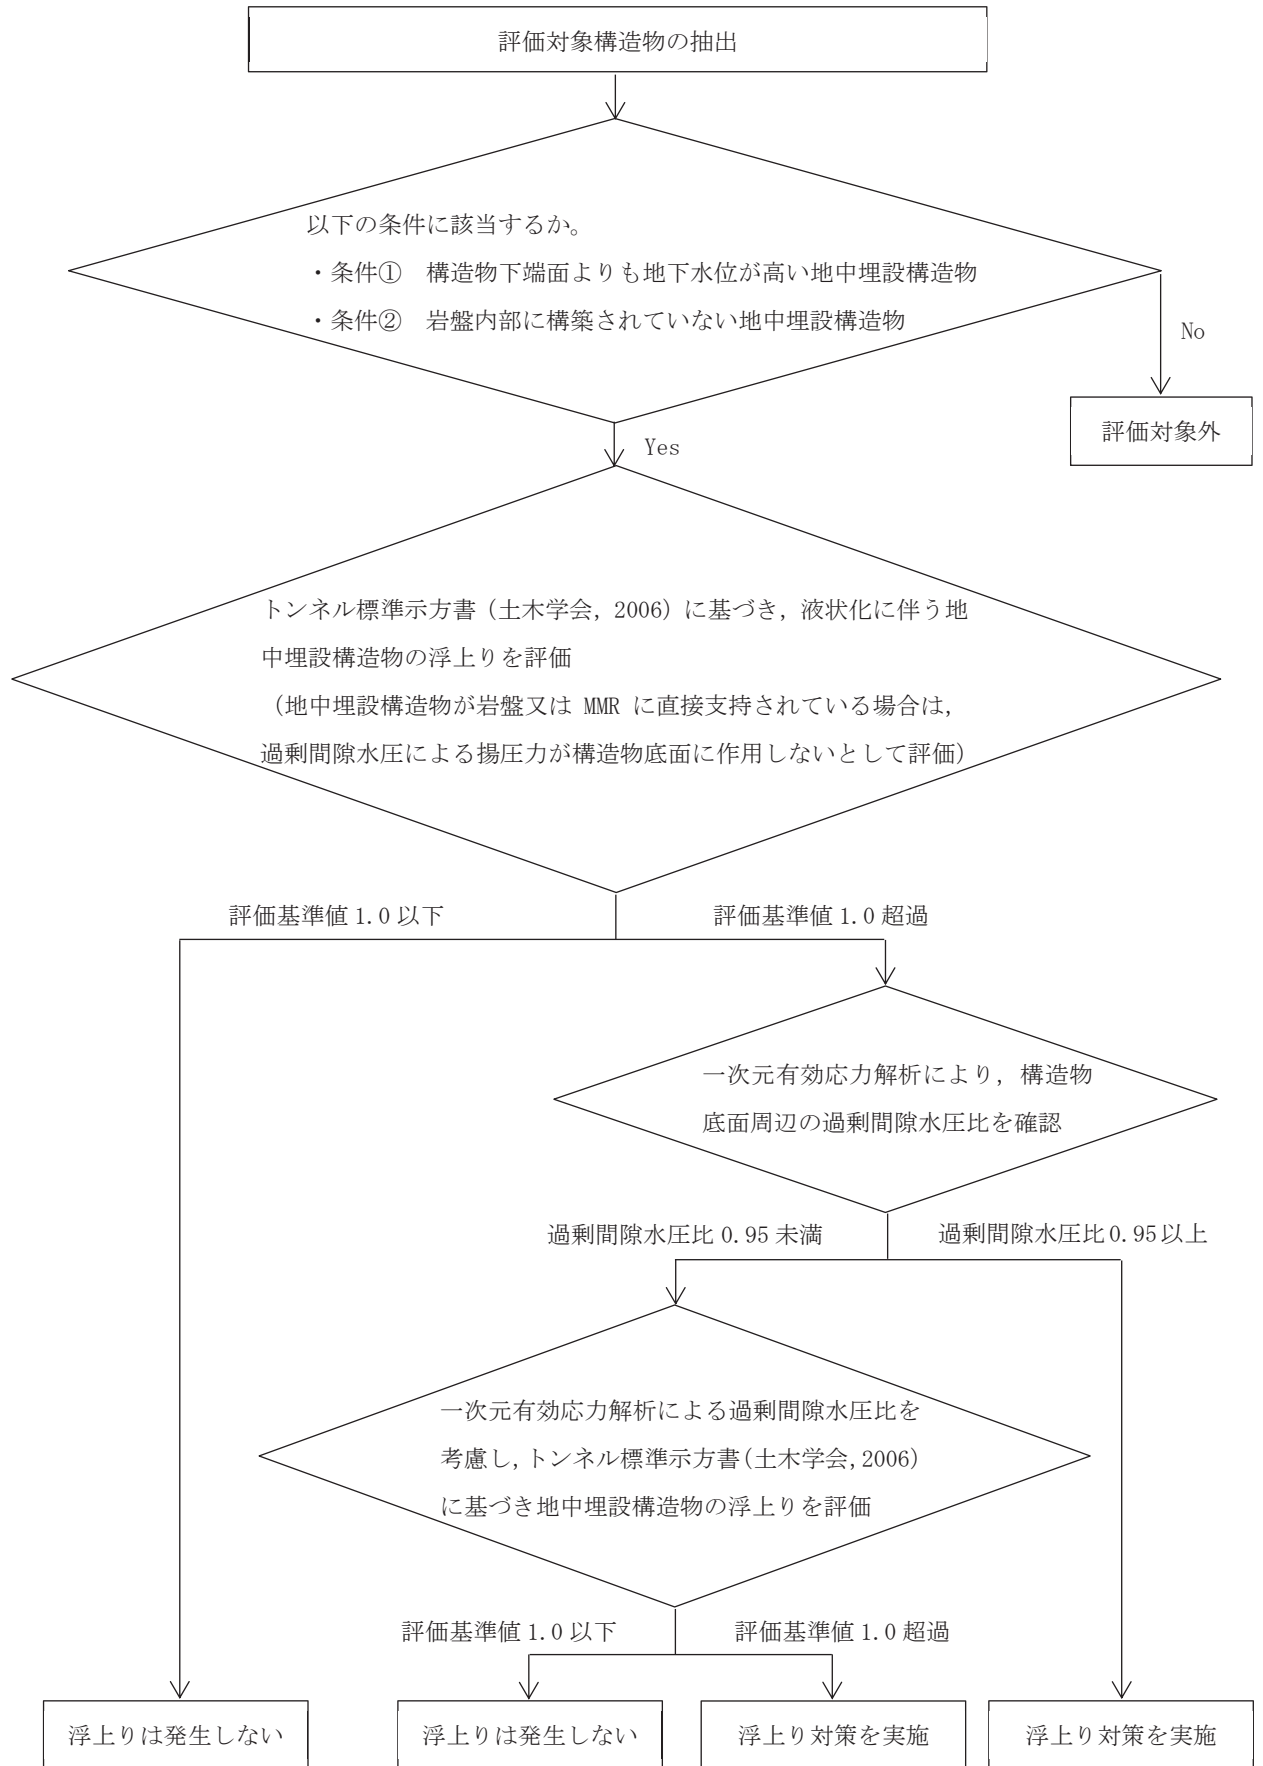 評価対象構造物の抽出
以下の条件に該当するか。
・条件① 構造物下端面よりも地下水位が高い地中埋設構造物
・条件② 岩盤内部に構築されていない地中埋設構造物
No
評価対象外
Yes
トンネル標準示方書（土木学会, 2006）に基づき, 液状化に伴う地
中埋設構造物の浮上りを評価
（地中埋設構造物が岩盤又は MMR に直接支持されている場合は,
過剰間隙水圧による揚圧力が構造物底面に作用しないとして評価）
評価基準値 1.0 以下
評価基準値 1.0 超過
一次元有効応力解析により, 構造物
底面周辺の過剰間隙水圧比を確認
過剰間隙水圧比 0.95 未満
過剰間隙水圧比 0.95 以上
一次元有効応力解析による過剰間隙水圧比を
考慮し, トンネル標準示方書（土木学会, 2006）
に基づき地中埋設構造物の浮上りを評価
評価基準値 1.0 以下
評価基準値 1.0 超過
浮上りは発生しない
浮上りは発生しない
浮上り対策を実施
浮上り対策を実施